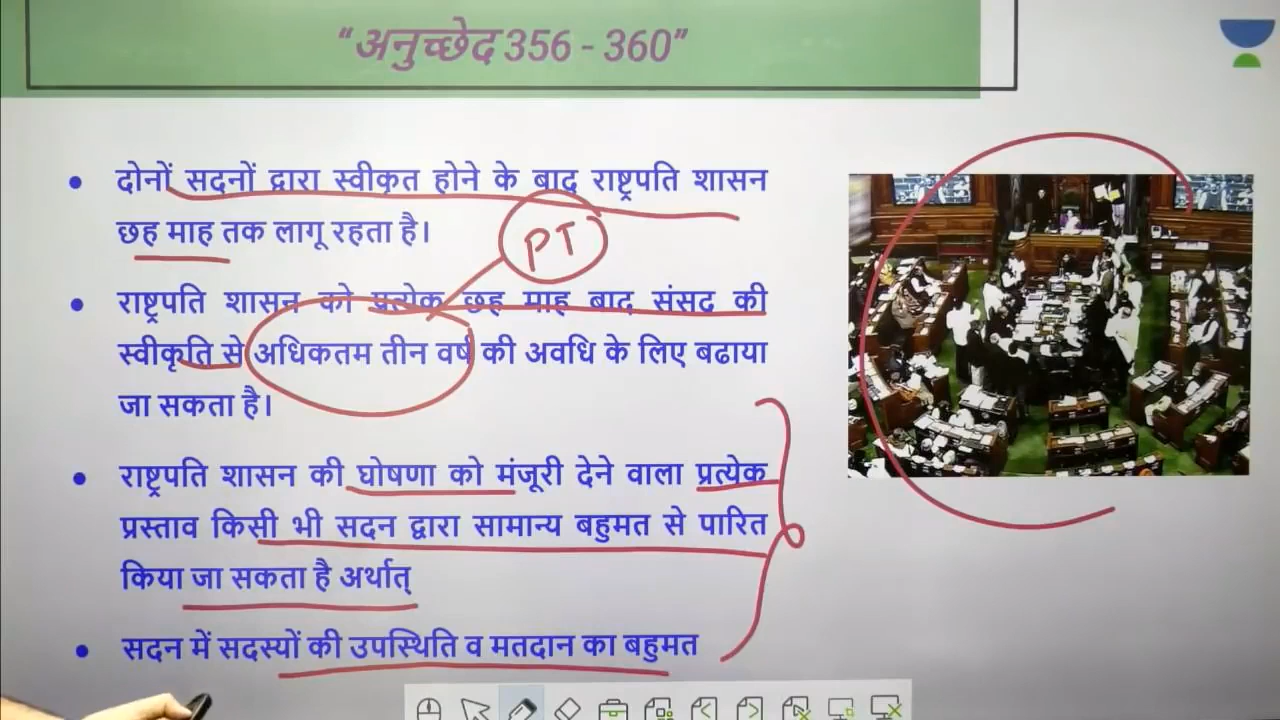 “अनुच्छेद 356 - 360”
• दोनों सदनों द्वारा स्वीकृत होने के बाद राष्ट्रपति शासन
छह माह तक लागू रहता है।
PT
• राष्ट्रपति शासन को प्रत्येक छह माह बाद संसद की
स्वीकृति से अधिकतम तीन वर्ष की अवधि के लिए बढाया
जा सकता है।
• राष्ट्रपति शासन की घोषणा को मंजूरी देने वाला प्रत्येक
प्रस्ताव किसी भी सदन द्वारा सामान्य बहुमत से पारित
किया जा सकता है अर्थात्
• सदन में सदस्यों की उपस्थिति व मतदान का बहुमत